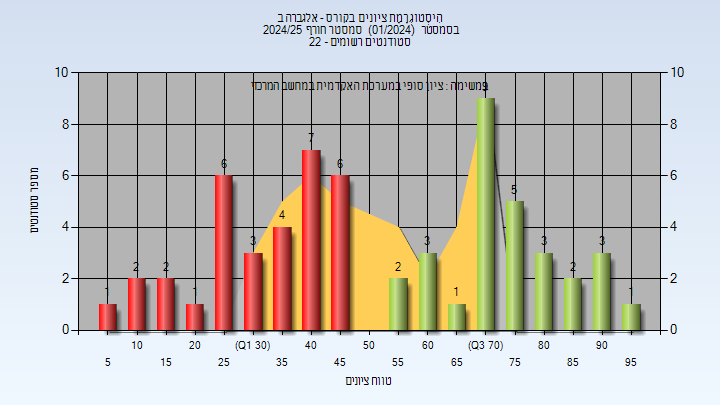 היסטוגרמת ציונים בקורס - אלגברה ב
בסמסטר (01/2024) סמסטר חורף 2024/25
סטודנטים רשומים - 22
משימה : ציון סופי במערכת האקדמית במחשב המרכזי
מספר סטודנטים
10 10
8 8
6 6
4 4
2 2
0 0
1 2 2 1 6 3 4 7 6 2 3 1 9 5 3 2 3 1
10 20 (Q1 30) 40 50 60 (Q3 70) 80 90
5 15 25 35 45 55 65 75 85 95
טווח ציונים